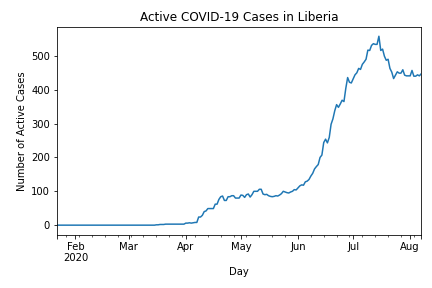 Active COVID-19 Cases in Liberia
Number of Active Cases
500
400
300
200
100
0
Feb Mar Apr May Jun Jul Aug
2020
Day